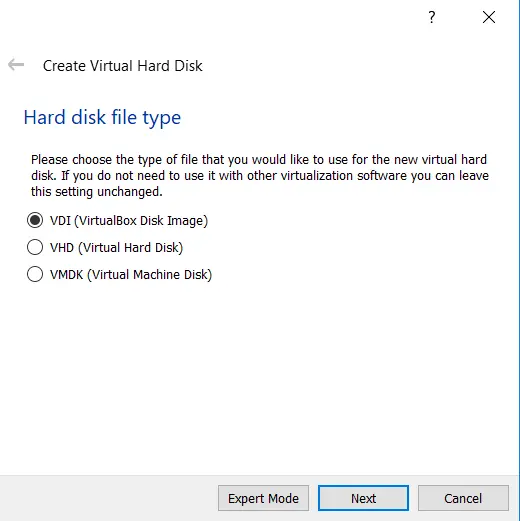 ?
Create Virtual Hard Disk
Hard disk file type
Please choose the type of file that you would like to use for the new virtual hard
disk. If you do not need to use it with other virtualization software you can leave
this setting unchanged.
VDI (VirtualBox Disk Image)
VHD (Virtual Hard Disk)
VMDK (Virtual Machine Disk)
Expert Mode Next Cancel